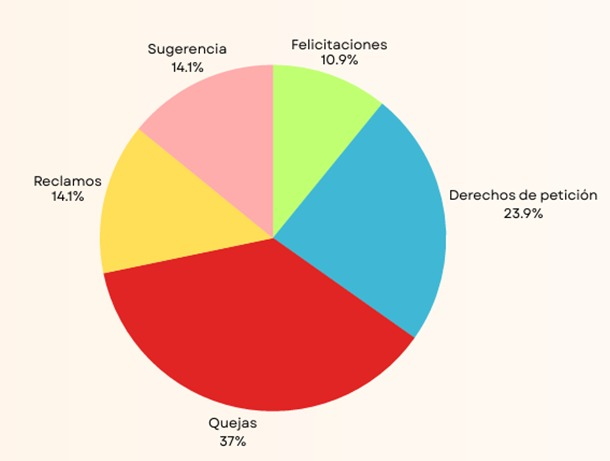 Felicitaciones
10.9%
Sugerencia
14.1%
Reclamos
14.1%
Derechos de petición
23.9%
Quejas
37%